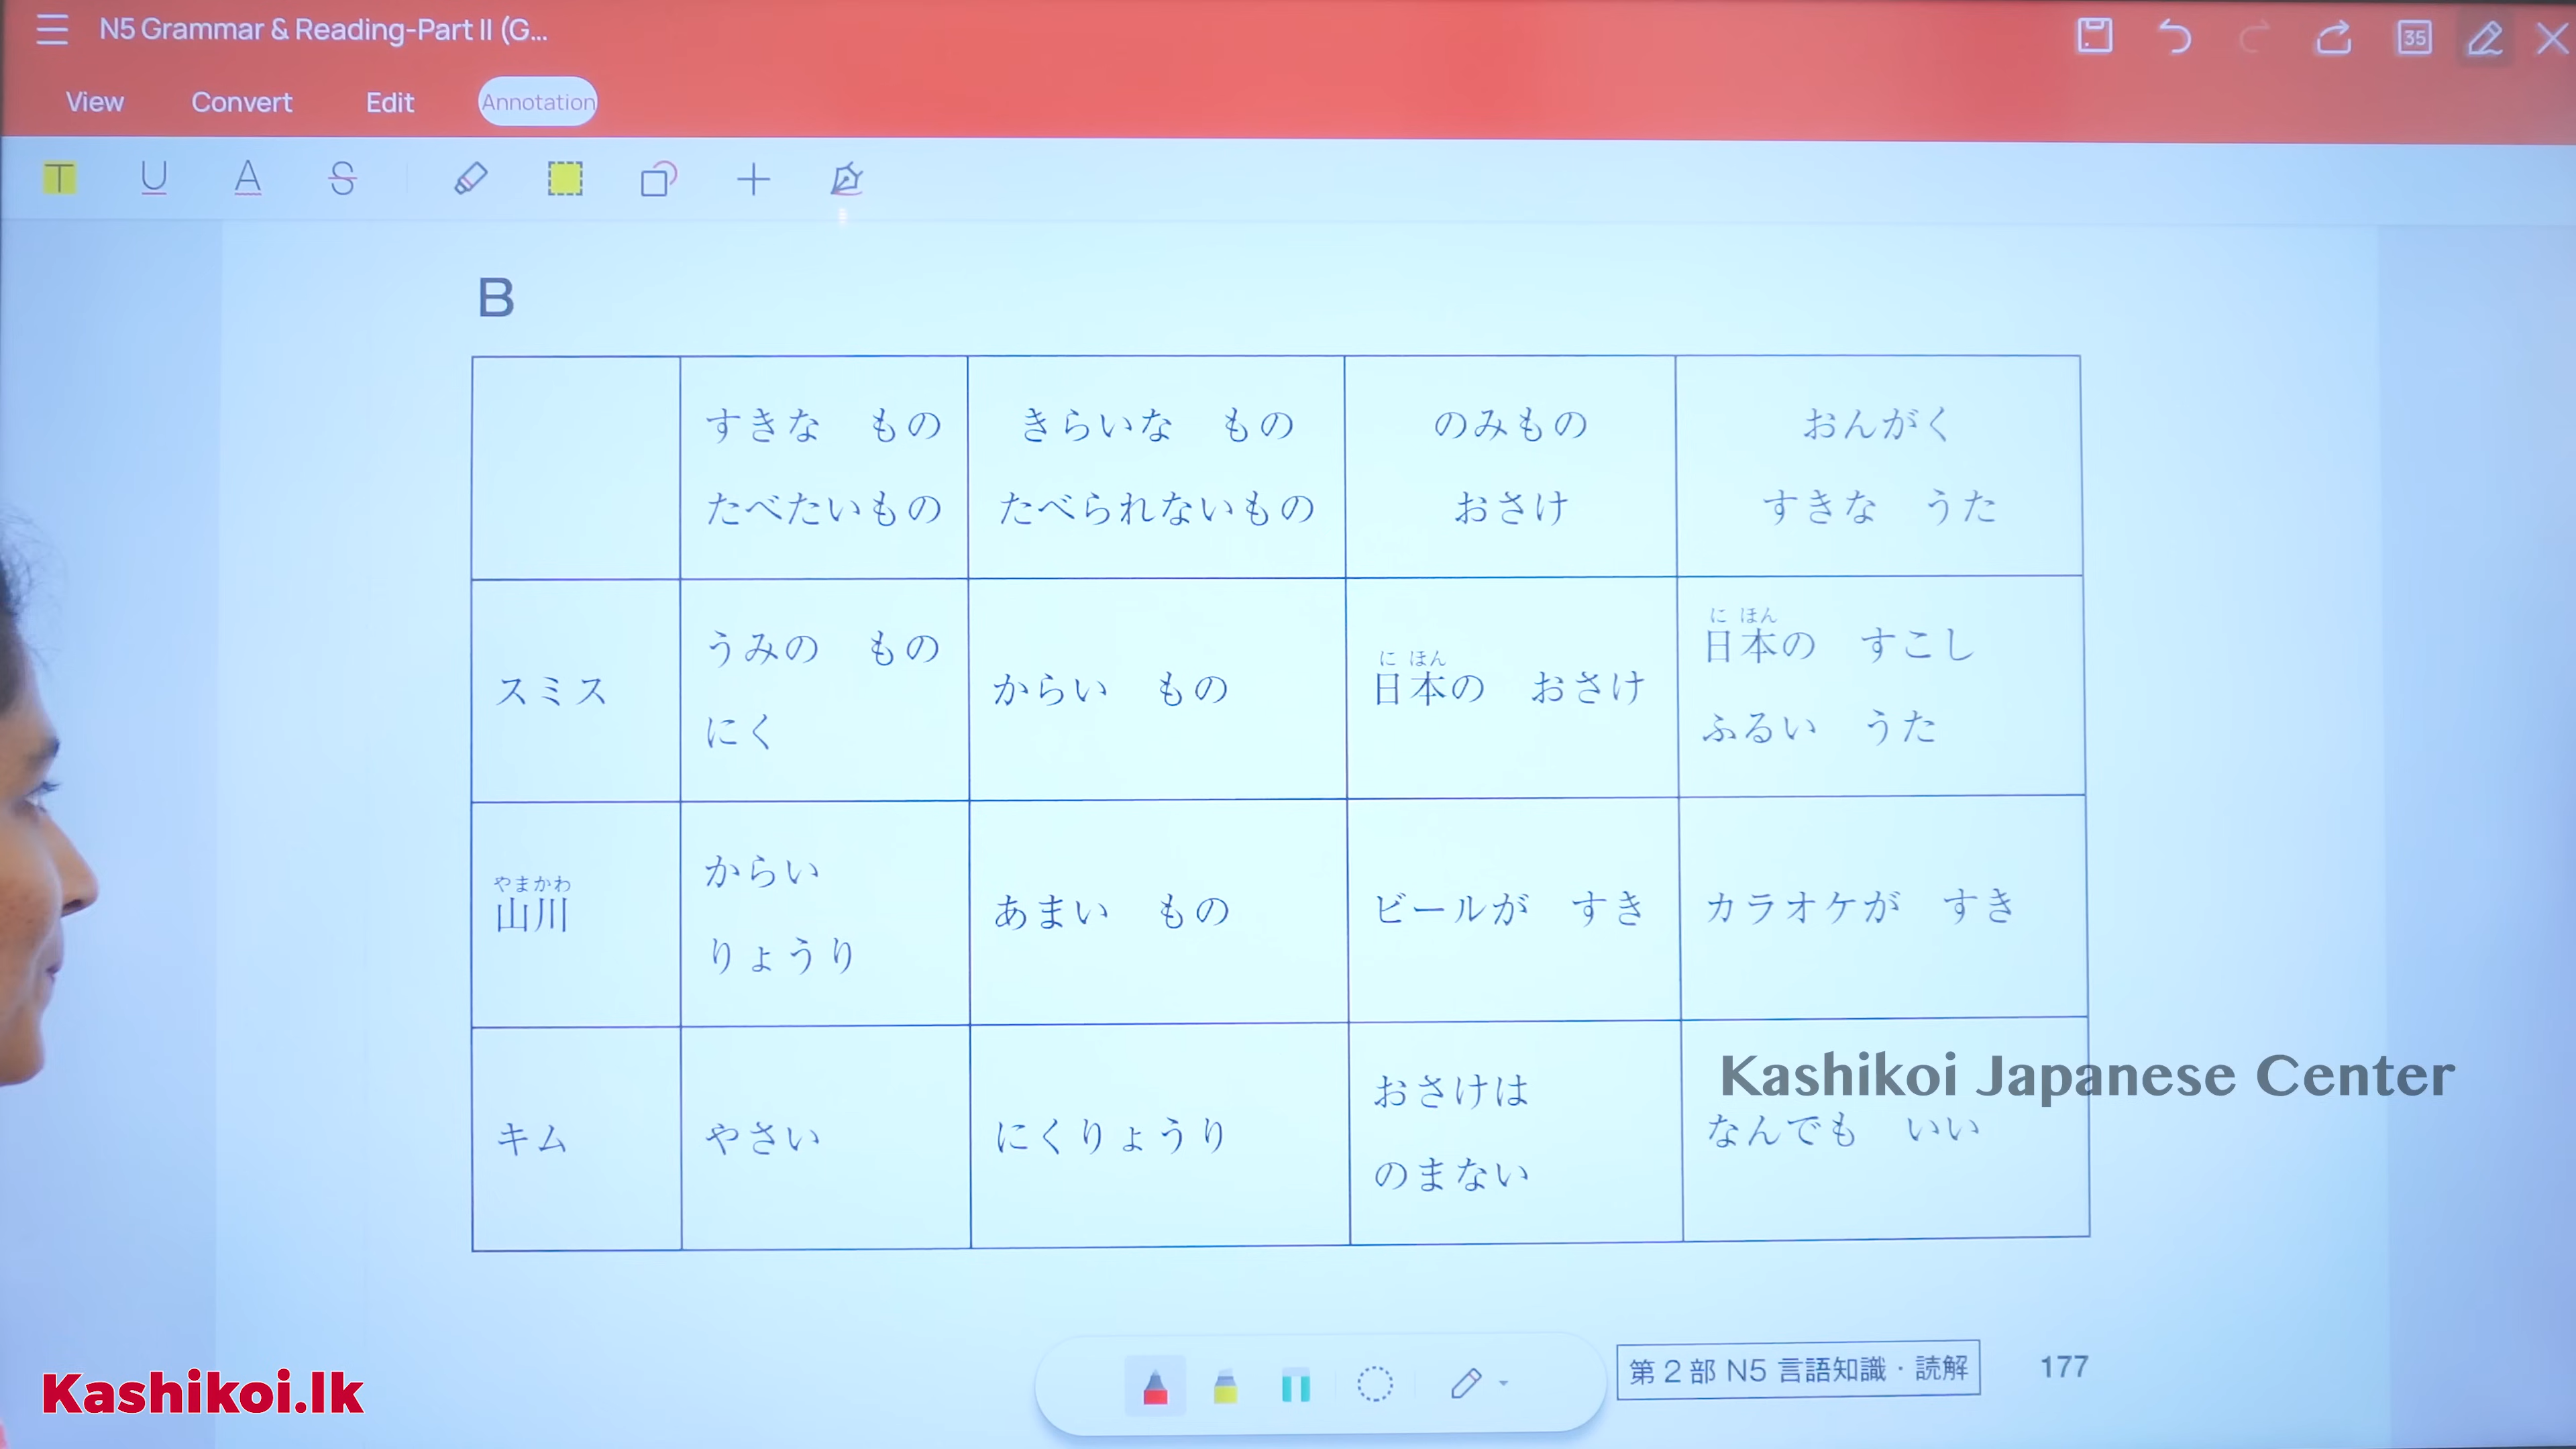 N5 Grammar & Reading-Part II (G...
35
View Convert Edit Annotation
T U A S
B
すきな もの
たべたいもの
きらいな もの
たべられないもの
のみもの
おさけ
おんがく
すきな うた
スミス
うみの もの
にく
からい もの
に ほん
日本の おさけ
に ほん
日本の すこし
ふるい うた
やまかわ
山川
からい
りょうり
あまい もの
ビールが すき
カラオケが すき
キム
やさい
にくりょうり
おさけは
のまない
なんでも いい
Kashikoi Japanese Center
第2部 N5 言語知識・読解
177
Kashikoi.lk